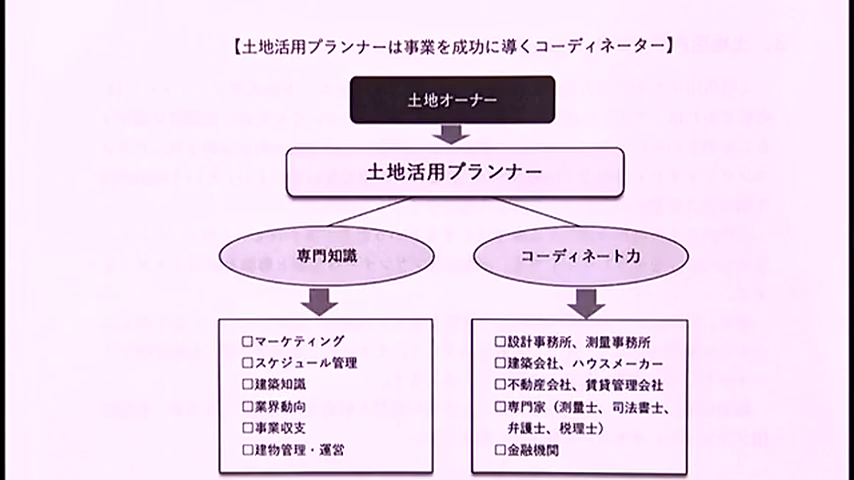 【土地活用プランナーは事業を成功に導くコーディネーター】
土地オーナー
土地活用プランナー
専門知識
コーディネート力
□マーケティング
□スケジュール管理
□建築知識
□業界動向
□事業収支
□建物管理・運営
□設計事務所、測量事務所
□建築会社、ハウスメーカー
□不動産会社、賃貸管理会社
□専門家（測量士、司法書士、
弁護士、税理士）
□金融機関